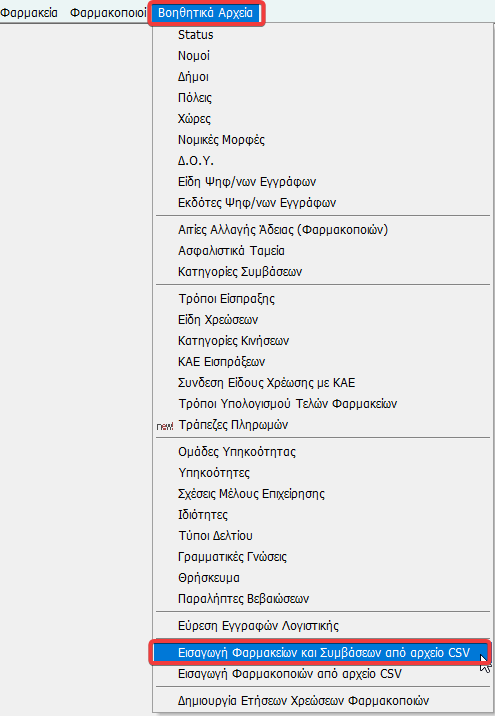 Φαρμακεία Φαρμακοποιοί Βοηθητικά Αρχεία
Status
Νομοί
Δήμοι
Πόλεις
Χώρες
Νομικές Μορφές
Δ.Ο.Υ.
Είδη Ψηφ/νων Εγγράφων
Εκδότες Ψηφ/νων Εγγράφων
Αιτίες Αλλαγής Άδειας (Φαρμακοποιών)
Ασφαλιστικά Ταμεία
Κατηγορίες Συμβάσεων
Τρόποι Είσπραξης
Είδη Χρεώσεων
Κατηγορίες Κινήσεων
ΚΑΕ Εισπράξεων
Συνδεση Είδους Χρέωσης με ΚΑΕ
Τρόποι Υπολογισμού Τελών Φαρμακείων
new! Τράπεζες Πληρωμών
Ομάδες Υπηκοότητας
Υπηκοότητες
Σχέσεις Μέλους Επιχείρησης
Ιδιότητες
Τύποι Δελτίου
Γραμματικές Γνώσεις
Θρήσκευμα
Παραλήπτες Βεβαιώσεων
Εύρεση Εγγραφών Λογιστικής
Εισαγωγή Φαρμακείων και Συμβάσεων από αρχείο CSV
Εισαγωγή Φαρμακοποιών από αρχείο CSV
Δημιουργία Ετήσεων Χρεώσεων Φαρμακοποιών